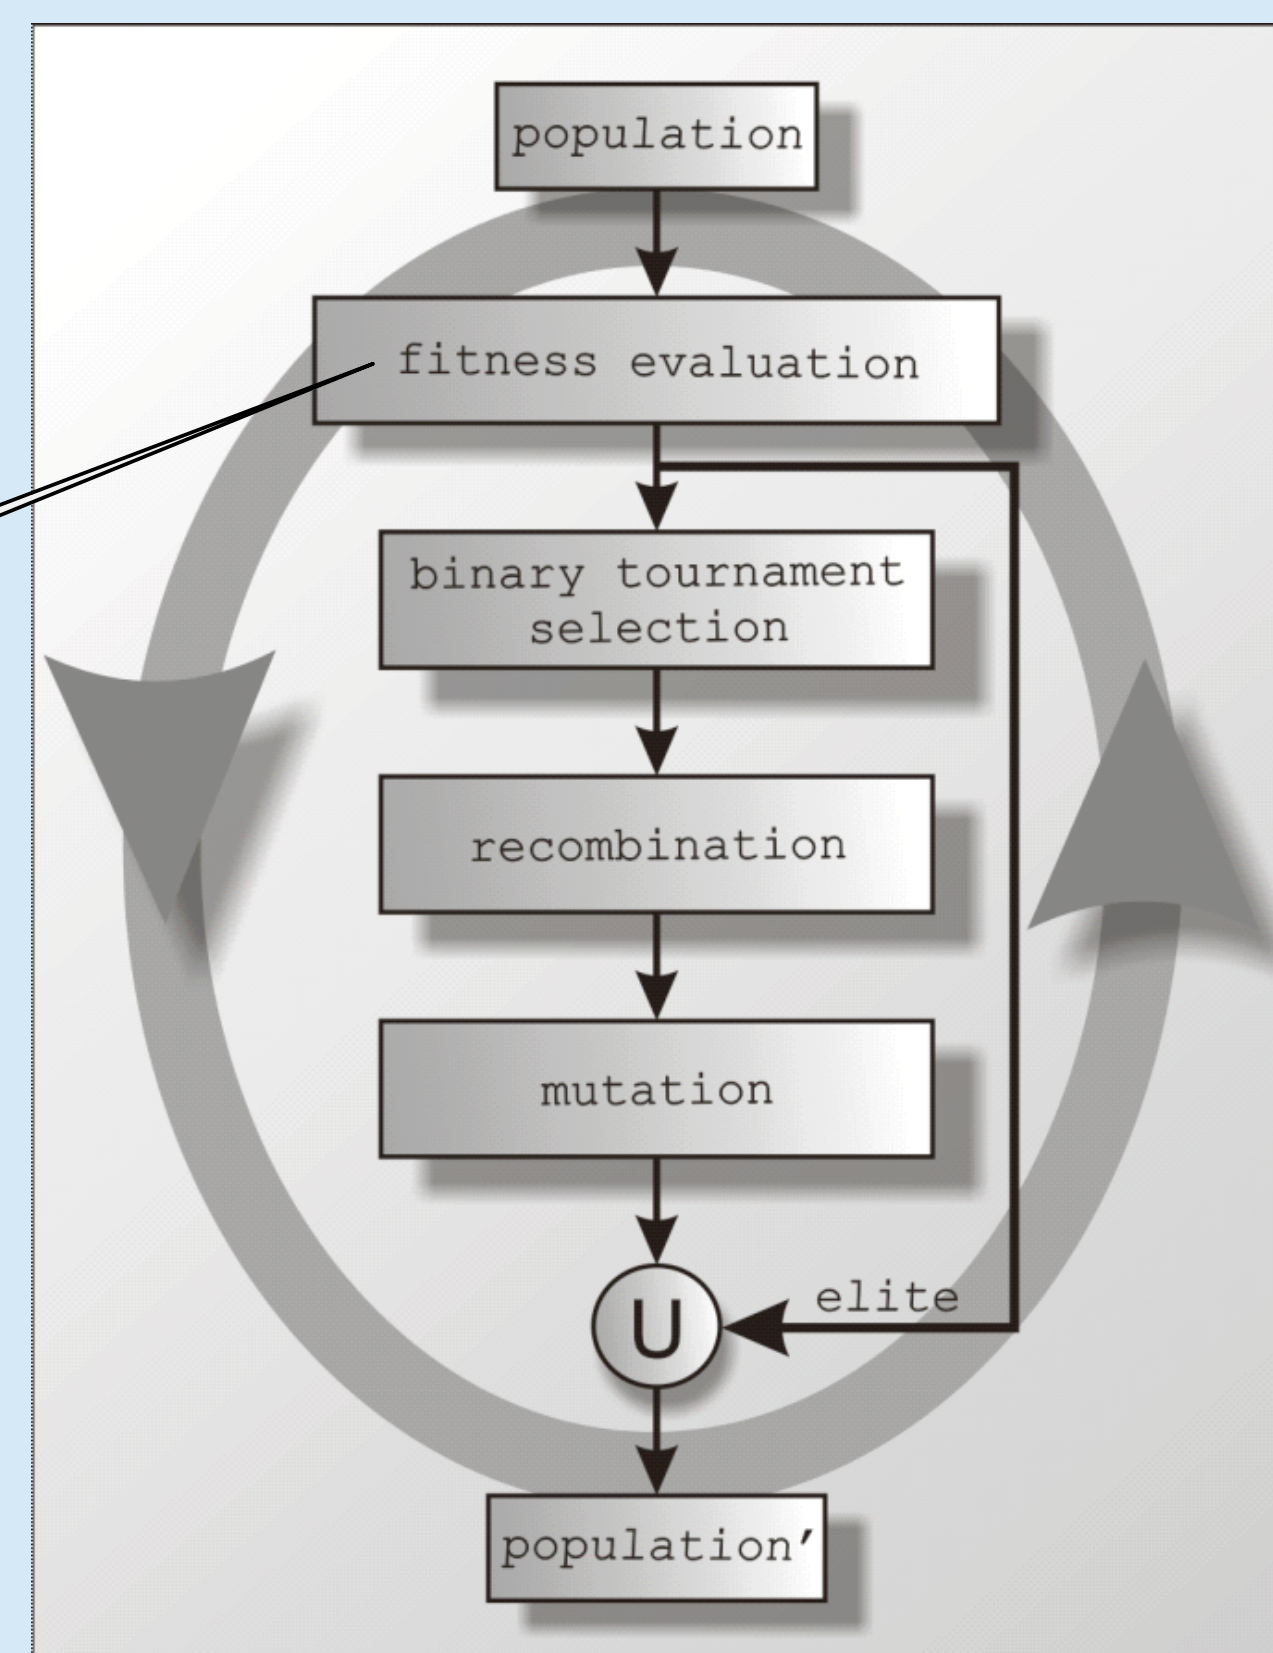 population
fitness evaluation
binary tournament
selection
recombination
mutation
elite
U
population′